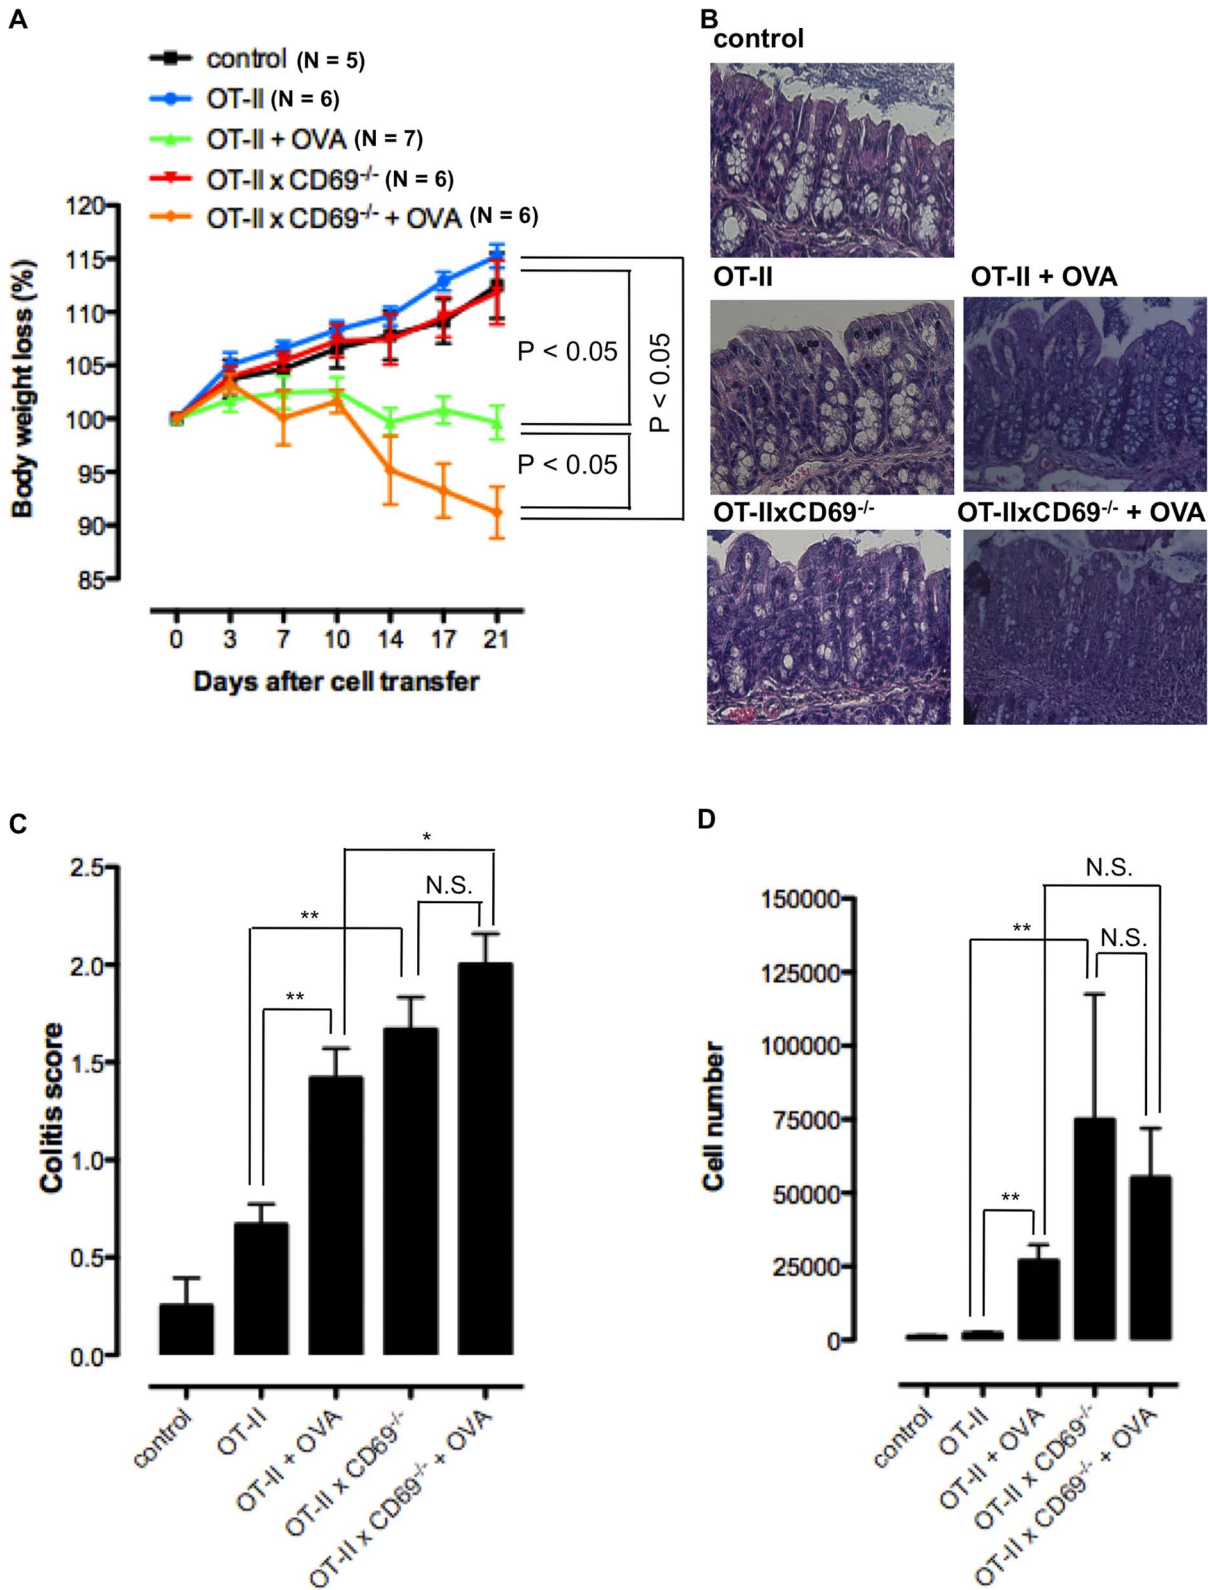 A
control (N = 5)
OT-II (N = 6)
OT-II + OVA (N = 7)
OT-II x CD69-/- (N = 6)
OT-II x CD69-/- + OVA (N = 6)
Body weight loss (%)
120
115
110
105
100
95
90
85
P < 0.05
P < 0.05
P < 0.05
0 3 7 10 14 17 21
Days after cell transfer
B
control
OT-II
OT-II + OVA
OT-IIxCD69-/-
OT-IIxCD69-/- + OVA
C
Colitis score
2.5
2.0
1.5
1.0
0.5
0.0
*
N.S.
**
**
control
OT-II
OT-II + OVA
OT-II x CD69-/-
OT-II x CD69-/- + OVA
D
Cell number
150000
125000
100000
75000
50000
25000
0
N.S.
**
N.S.
**
control
OT-II
OT-II + OVA
OT-II x CD69-/-
OT-II x CD69-/- + OVA